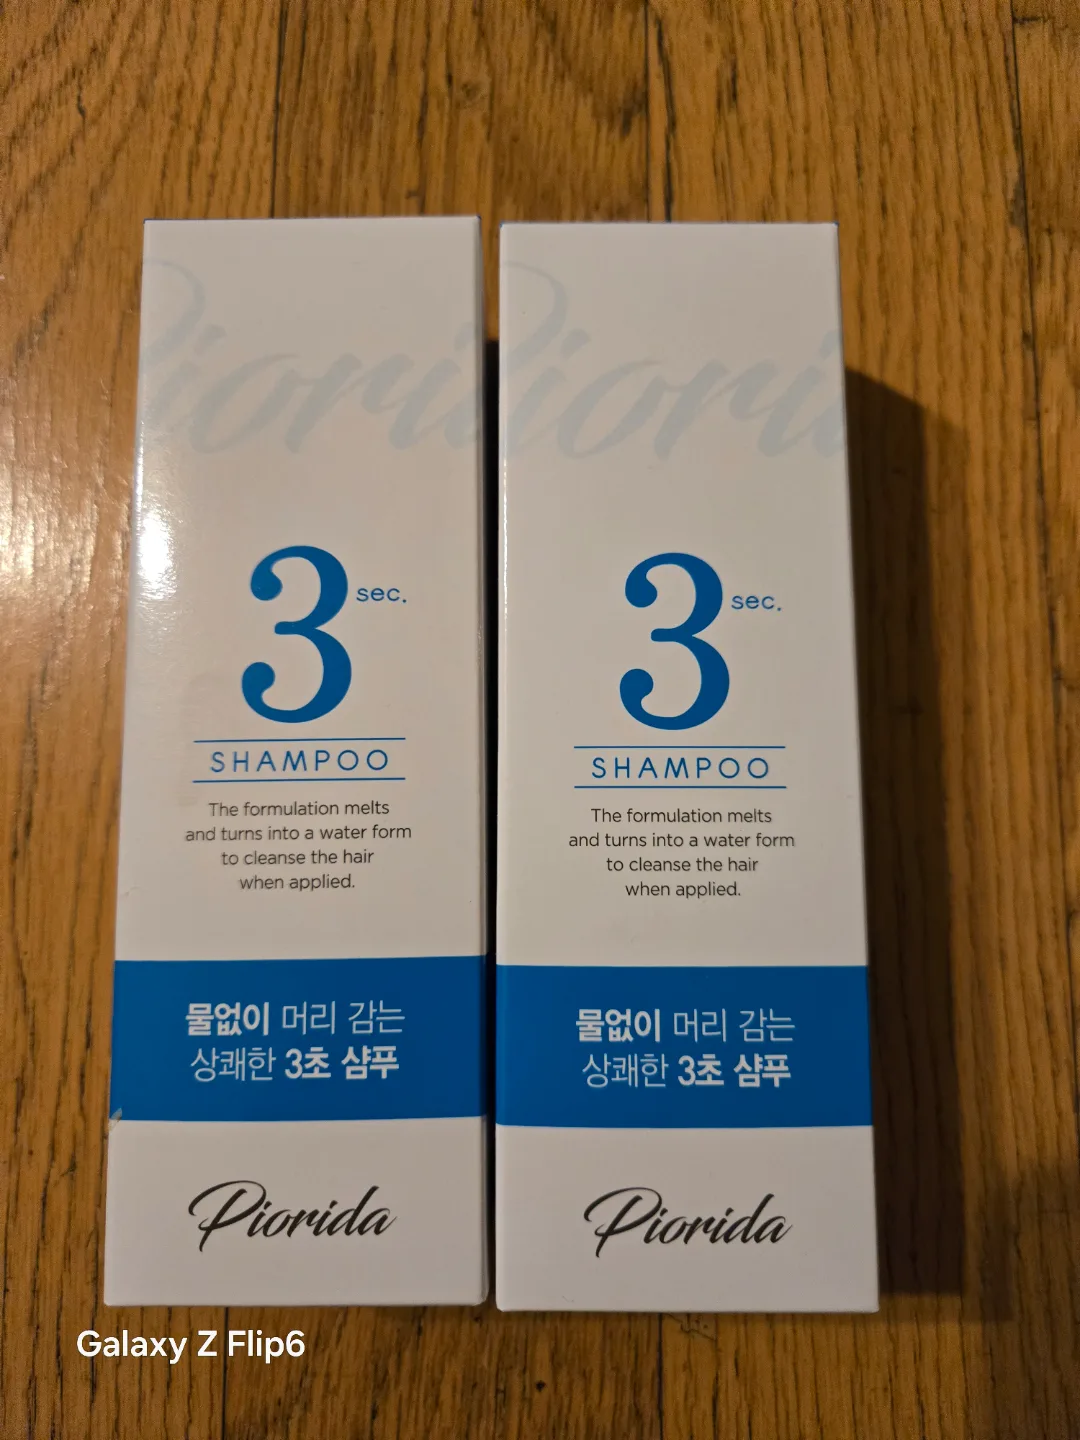 Piorida
3 sec.
SHAMPOO
The formulation melts
and turns into a water form
to cleanse the hair
when applied.
물없이 머리 감는
상쾌한 3초 샴푸
Piorida
3 sec.
SHAMPOO
The formulation melts
and turns into a water form
to cleanse the hair
when applied.
물없이 머리 감는
상쾌한 3초 샴푸
Piorida
Galaxy Z Flip6